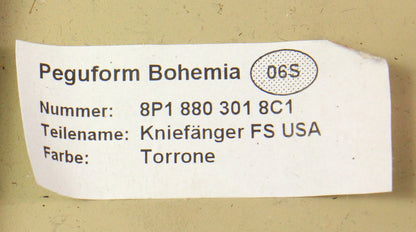 Peguform Bohemia 06S
Nummer: 8P1 880 301 8C1
Teilename: Kniefänger FS USA
Farbe: Torrone